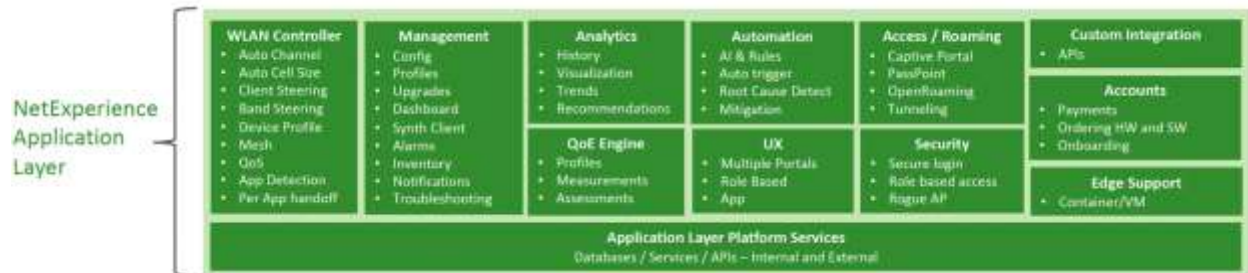 NetExperience
Application
Layer
WLAN Controller
• Auto Channel
• Auto Cell Size
• Client Steering
• Band Steering
• Device Profile
• Mesh
• QoS
• App Detection
• Per App handoff
Management
• Config
• Profiles
• Upgrades
• Dashboard
• Synth Client
• Alarms
• Inventory
• Notifications
• Troubleshooting
Analytics
• History
• Visualization
• Trends
• Recommendations
QoE Engine
• Profiles
• Measurements
• Assessments
Automation
• AI & Rules
• Auto trigger
• Root Cause Detect
• Mitigation
UX
• Multiple Portals
• Role Based
• App
Access / Roaming
• Captive Portal
• PassPoint
• OpenRoaming
• Tunneling
Security
• Secure login
• Role based access
• Rogue AP
Custom Integration
• APIs
Accounts
• Payments
• Ordering HW and SW
• Onboarding
Edge Support
• Container/VM
Application Layer Platform Services
Databases / Services / APIs – Internal and External